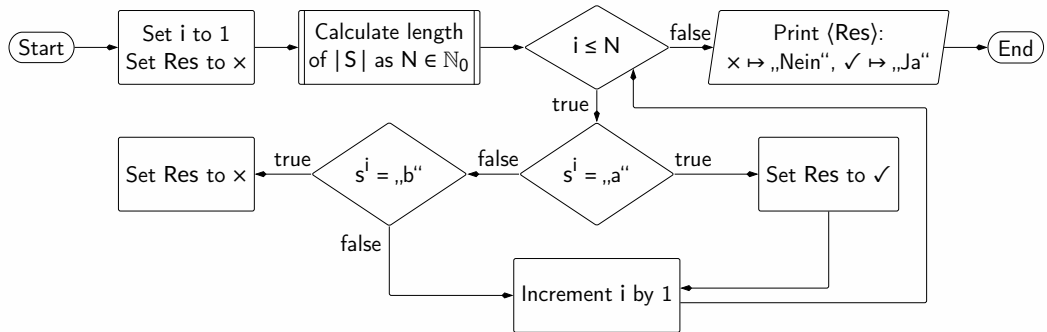 Start
Set i to 1
Set Res to ×
Calculate length
of |S| as N ∈ ℕ₀
i ≤ N
false
Print ⟨Res⟩:
× ↦ „Nein“, ✓ ↦ „Ja“
End
true
Set Res to ×
true
sⁱ = „b“
false
sⁱ = „a“
true
Set Res to ✓
false
Increment i by 1